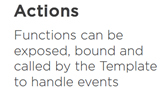 Actions
Functions can be
exposed, bound and
called by the Template
to handle events